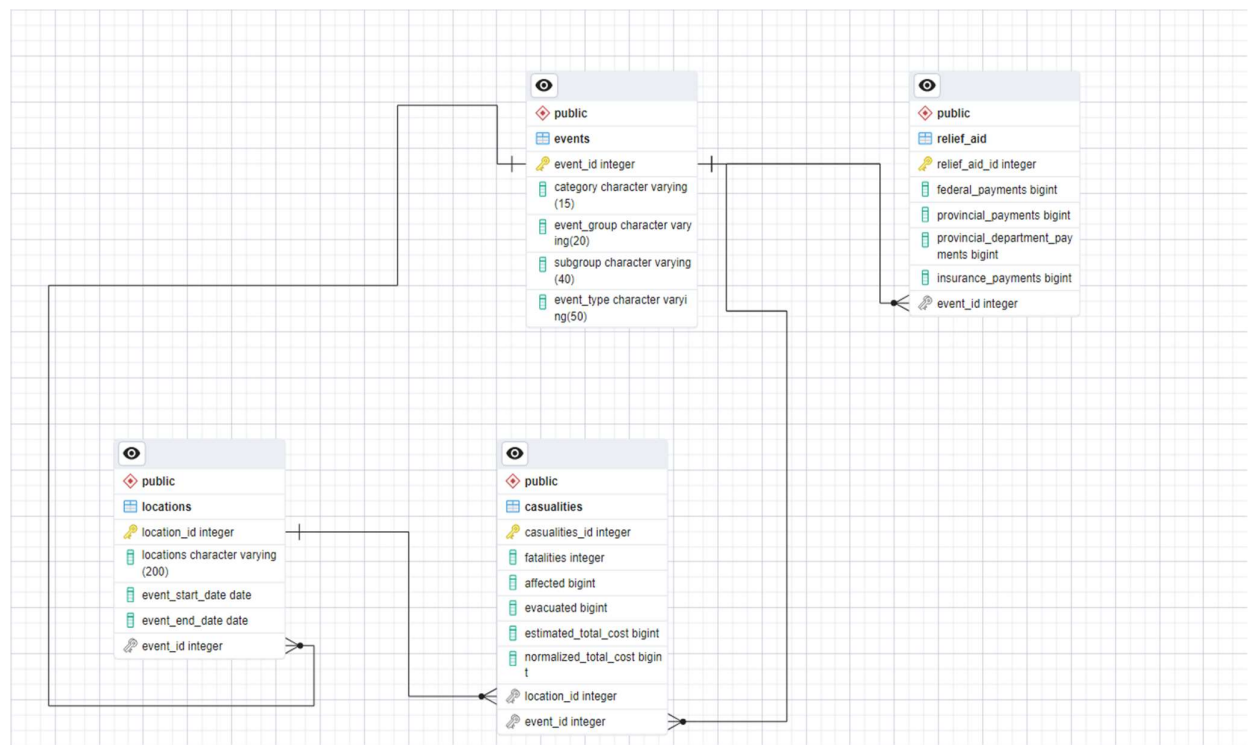 public
events
event_id integer
category character varying
(15)
event_group character vary
ing(20)
subgroup character varying
(40)
event_type character varyi
ng(50)
public
relief_aid
relief_aid_id integer
federal_payments bigint
provincial_payments bigint
provincial_department_pay
ments bigint
insurance_payments bigint
event_id integer
public
locations
location_id integer
locations character varying
(200)
event_start_date date
event_end_date date
event_id integer
public
casualities
casualities_id integer
fatalities integer
affected bigint
evacuated bigint
estimated_total_cost bigint
normalized_total_cost bigin
t
location_id integer
event_id integer